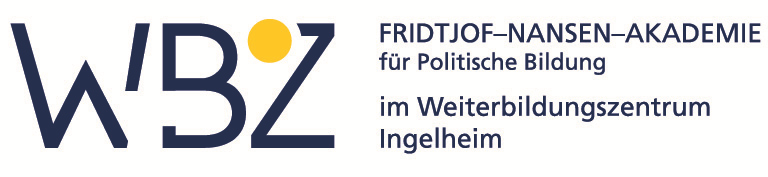 WBZ
FRIDTJOF–NANSEN–AKADEMIE
für Politische Bildung
im Weiterbildungszentrum
Ingelheim